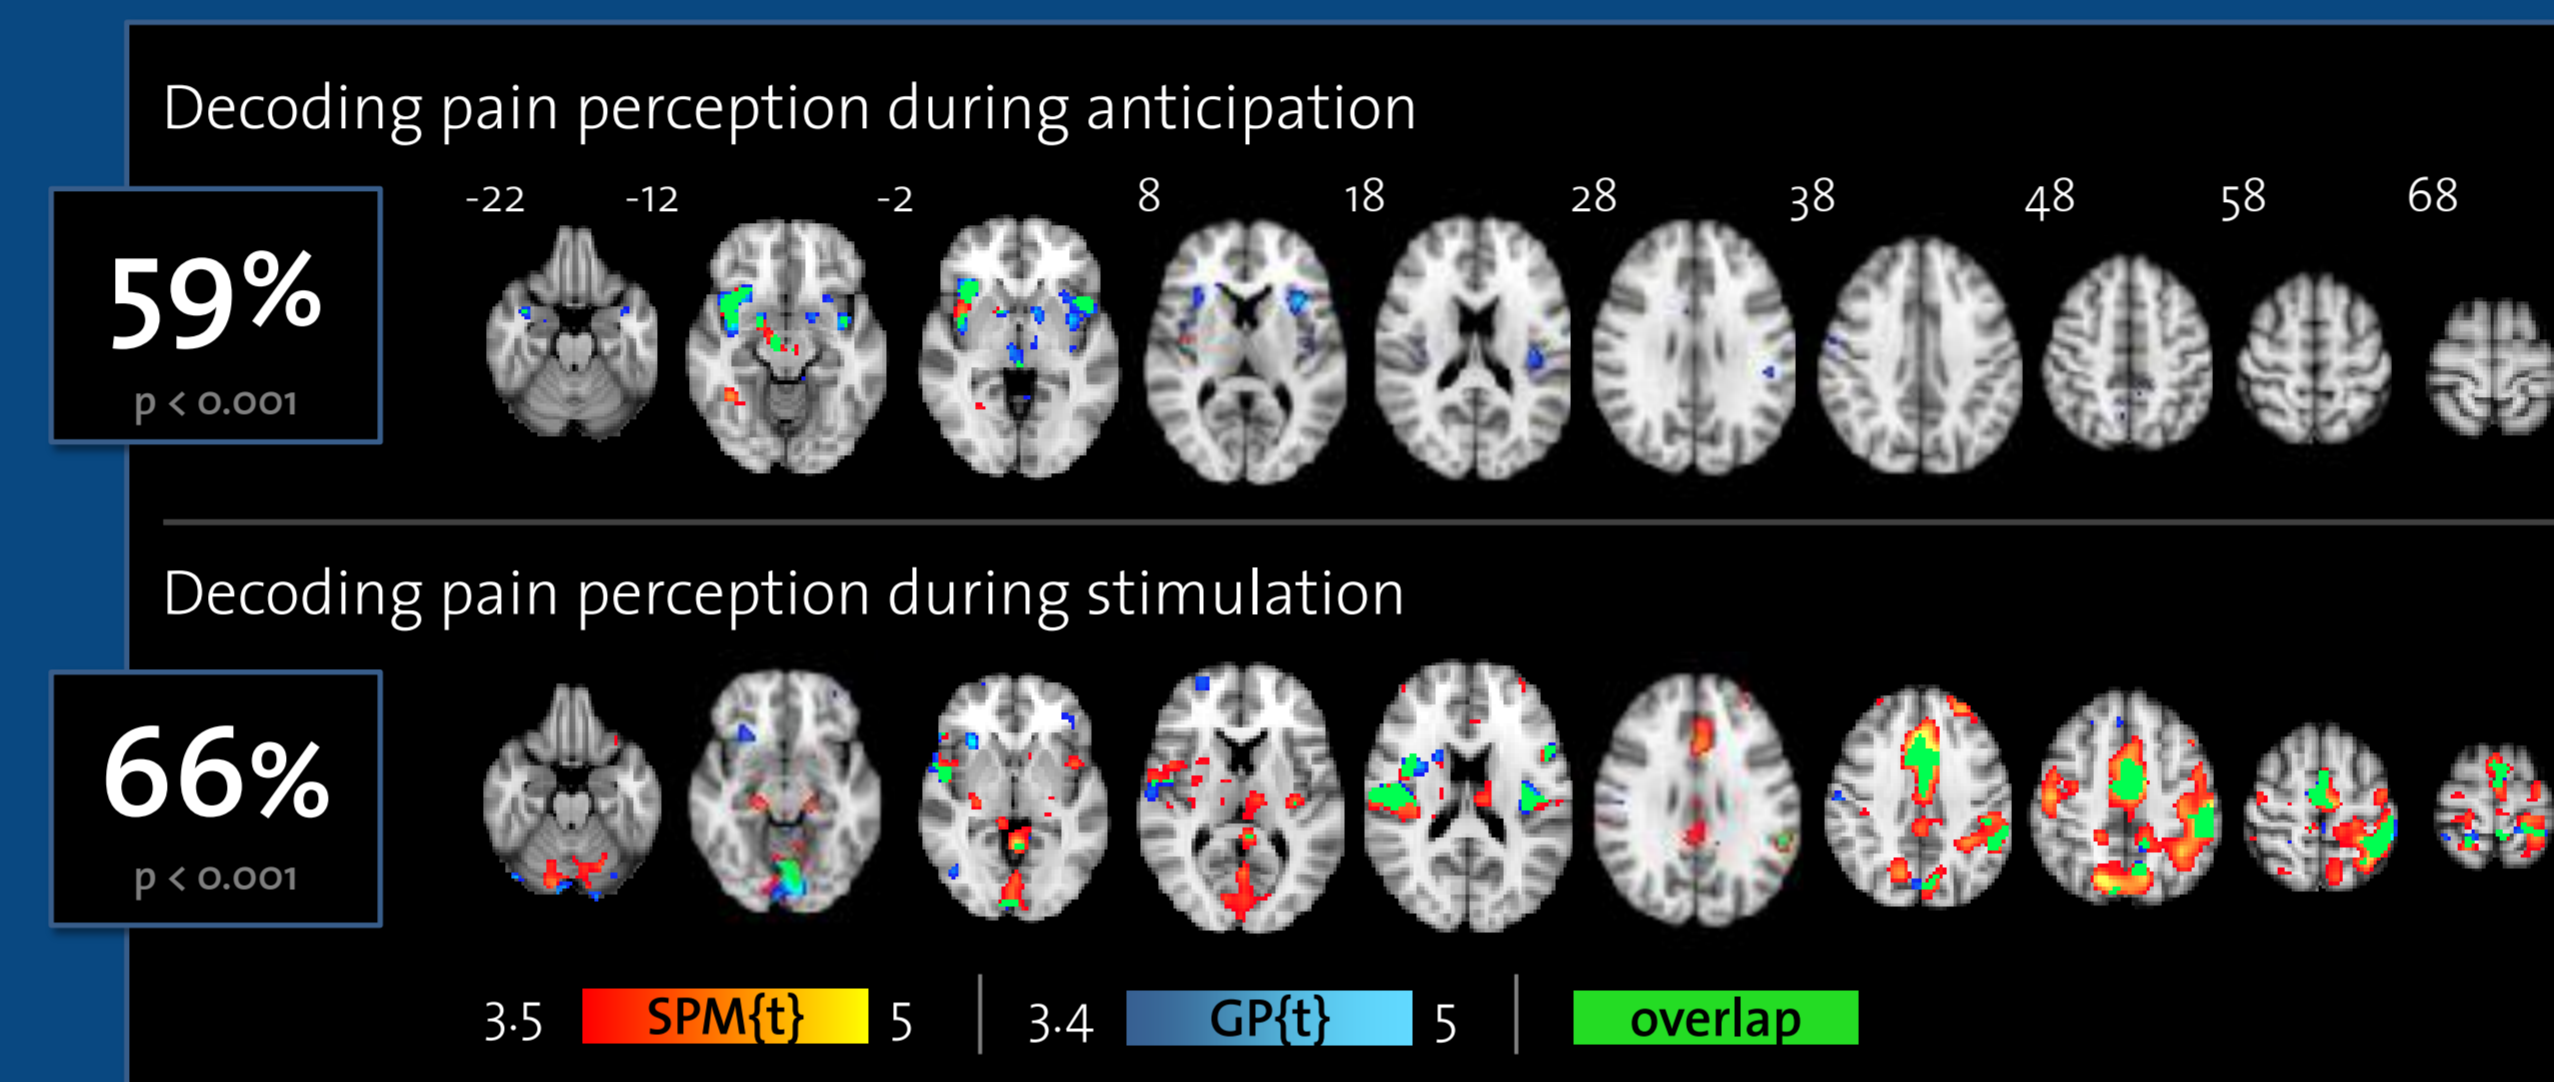 Decoding pain perception during anticipation
-22 -12 -2 8 18 28 38 48 58 68
59%
p < 0.001
Decoding pain perception during stimulation
66%
p < 0.001
3.5 SPM{t} 5 3.4 GP{t} 5 overlap